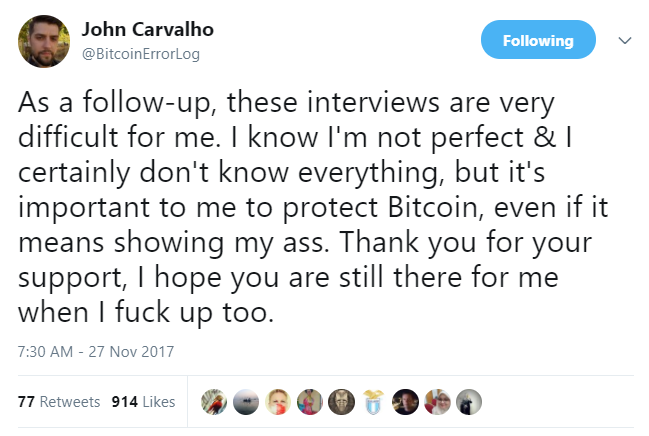 John Carvalho
@BitcoinErrorLog
Following
As a follow-up, these interviews are very
difficult for me. I know I'm not perfect & I
certainly don't know everything, but it's
important to me to protect Bitcoin, even if it
means showing my ass. Thank you for your
support, I hope you are still there for me
when I fuck up too.
7:30 AM - 27 Nov 2017
77 Retweets 914 Likes